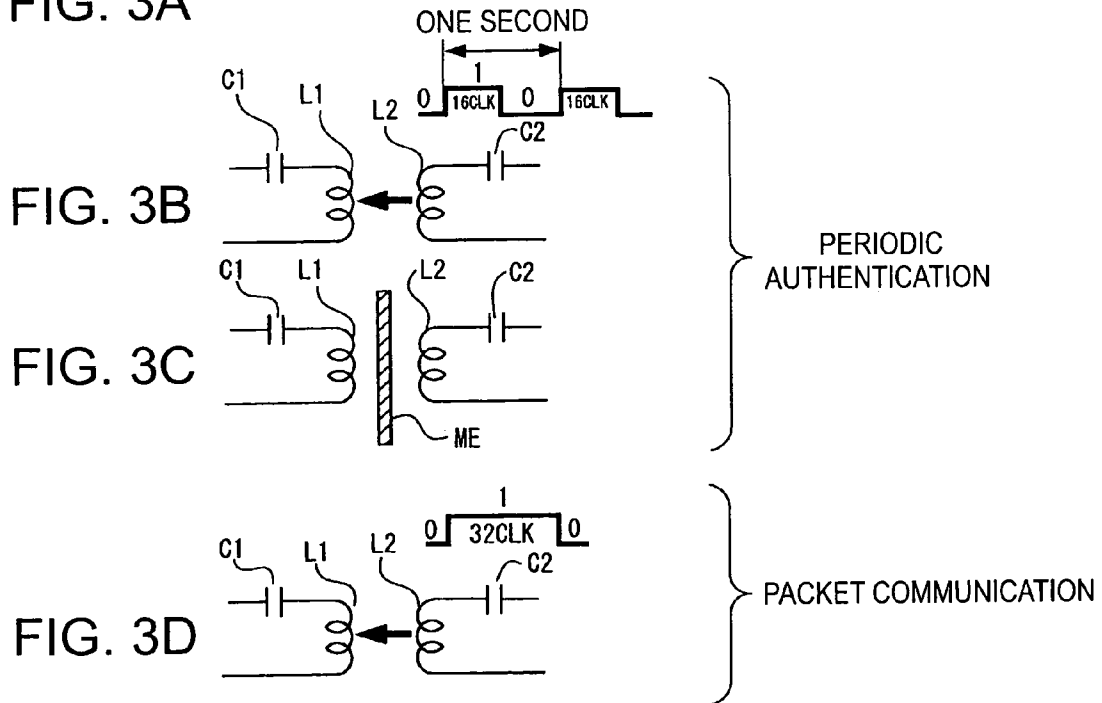 FIG. 3A
ONE SECOND
0 1 0
16CLK 16CLK
C1 L1 L2 C2
FIG. 3B
PERIODIC
AUTHENTICATION
C1 L1 L2 C2
FIG. 3C
ME
1
0 32CLK 0
C1 L1 L2 C2
FIG. 3D
PACKET COMMUNICATION